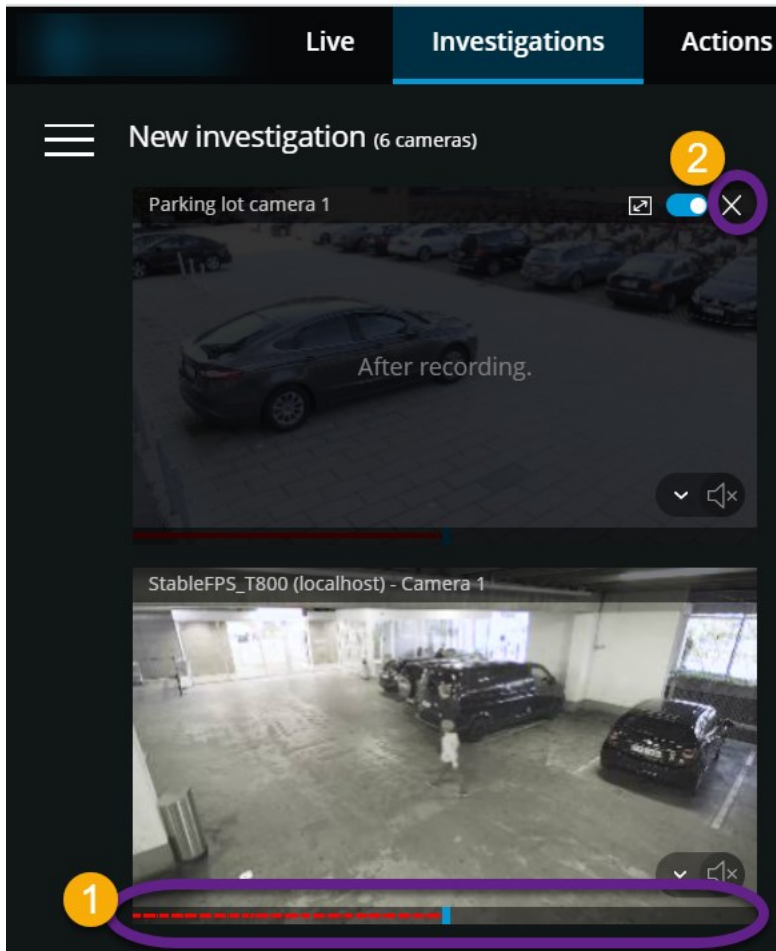 Live Investigations Actions
New investigation (6 cameras)
2
Parking lot camera 1
After recording.
StableFPS_T800 (localhost) - Camera 1
1